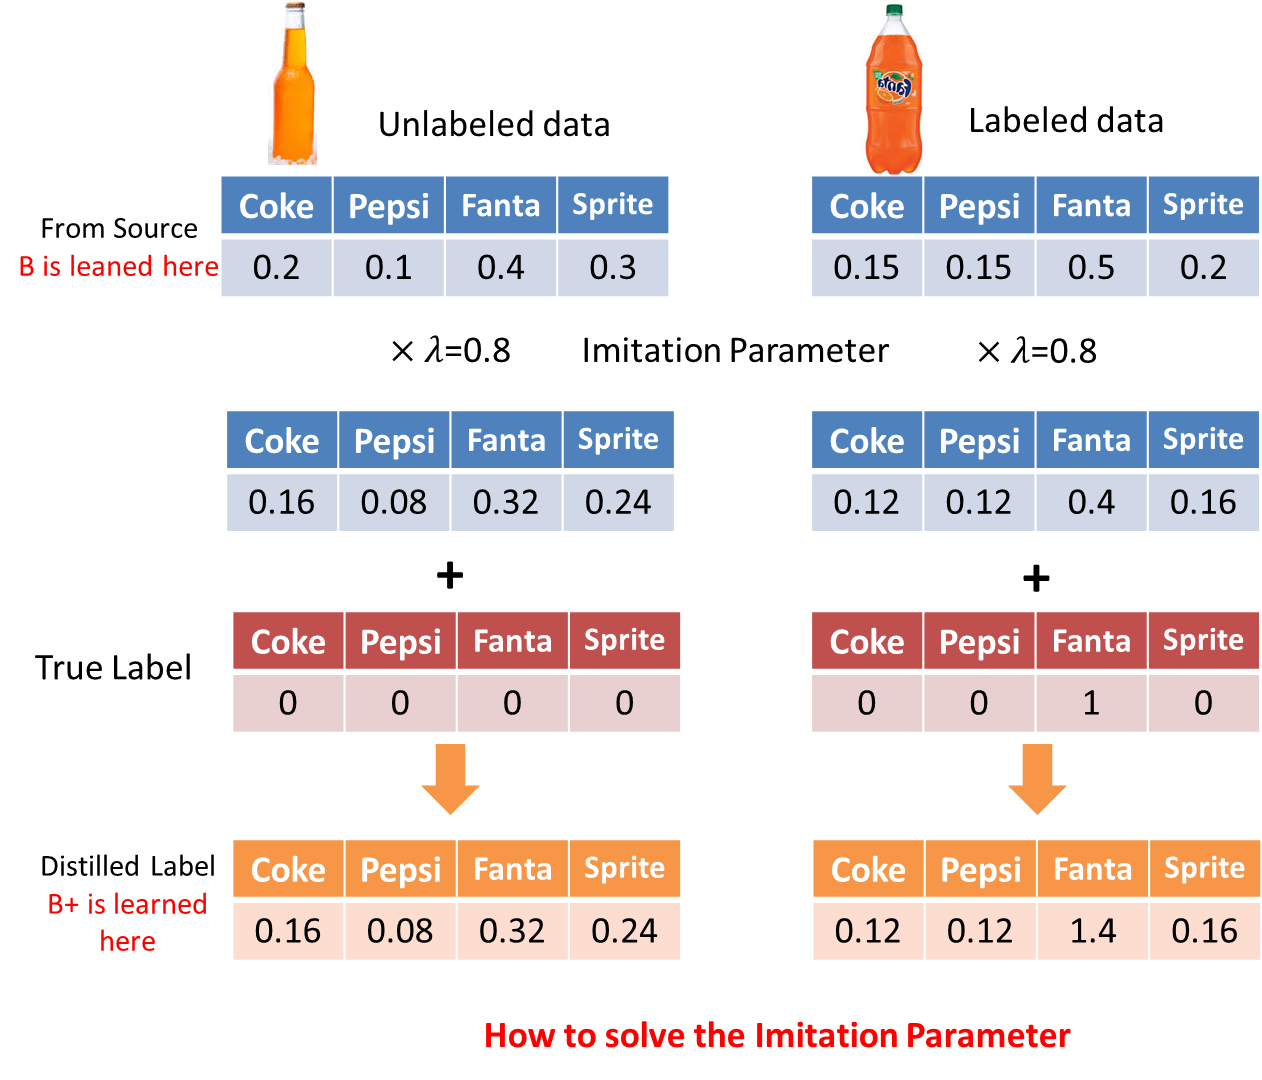 Unlabeled data
Labeled data
Fanta
Coke Pepsi Fanta Sprite
0.2 0.1 0.4 0.3
Coke Pepsi Fanta Sprite
0.15 0.15 0.5 0.2
From Source
B is leaned here
× λ=0.8 Imitation Parameter × λ=0.8
Coke Pepsi Fanta Sprite
0.16 0.08 0.32 0.24
Coke Pepsi Fanta Sprite
0.12 0.12 0.4 0.16
+ +
True Label
Coke Pepsi Fanta Sprite
0 0 0 0
Coke Pepsi Fanta Sprite
0 0 1 0
Distilled Label
B+ is learned
here
Coke Pepsi Fanta Sprite
0.16 0.08 0.32 0.24
Coke Pepsi Fanta Sprite
0.12 0.12 1.4 0.16
How to solve the Imitation Parameter